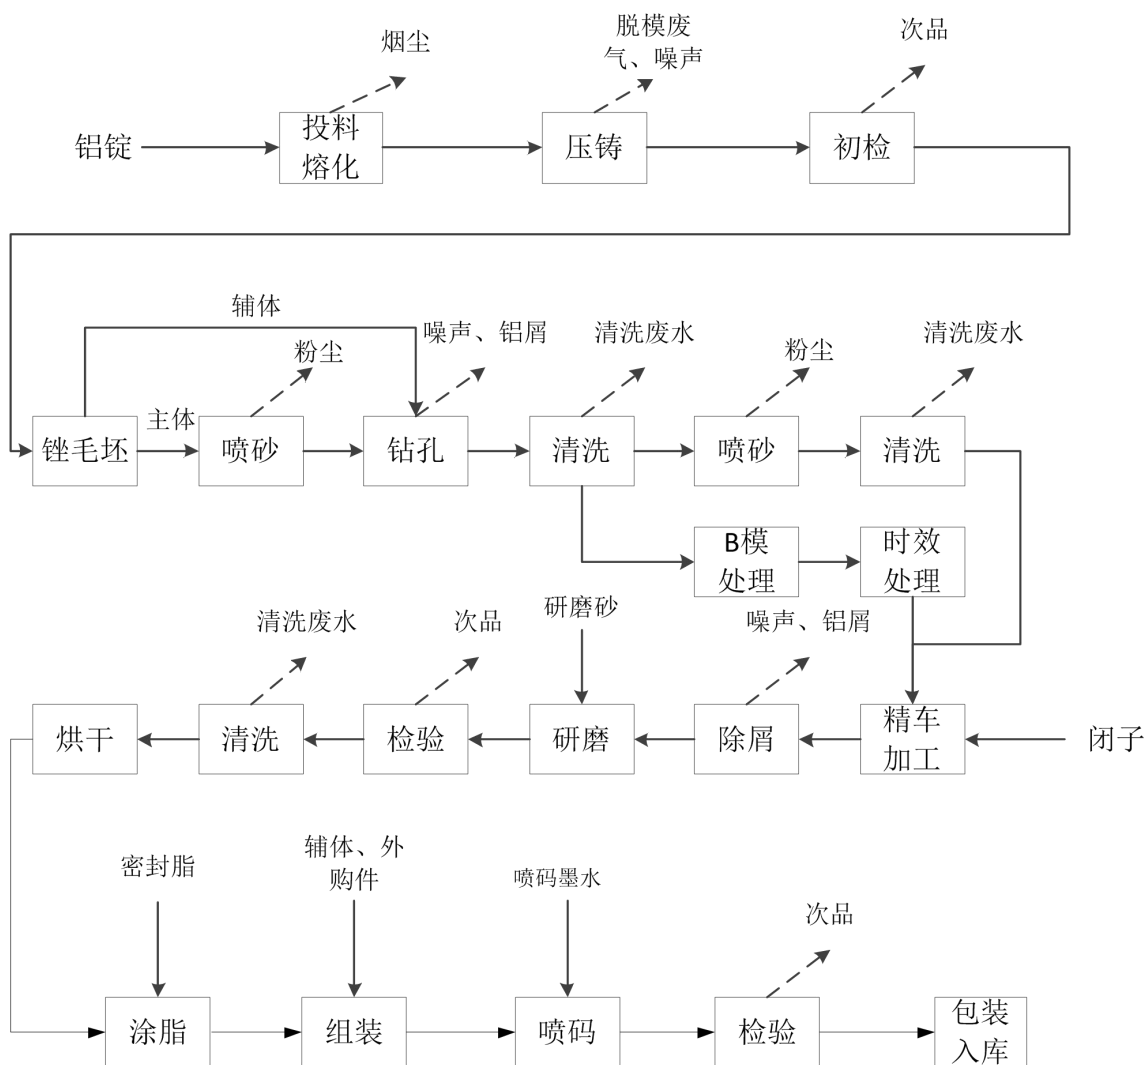 烟尘
脱模废
气、噪声
次品
铝锭
投料
熔化
压铸
初检
辅体
噪声、铝屑
清洗废水
粉尘
清洗废水
粉尘
主体
锉毛坯
喷砂
钻孔
清洗
喷砂
清洗
B模
处理
时效
处理
清洗废水
次品
研磨砂
噪声、铝屑
烘干
清洗
检验
研磨
除屑
精车
加工
闭子
密封脂
辅体、外
购件
喷码墨水
次品
涂脂
组装
喷码
检验
包装
入库